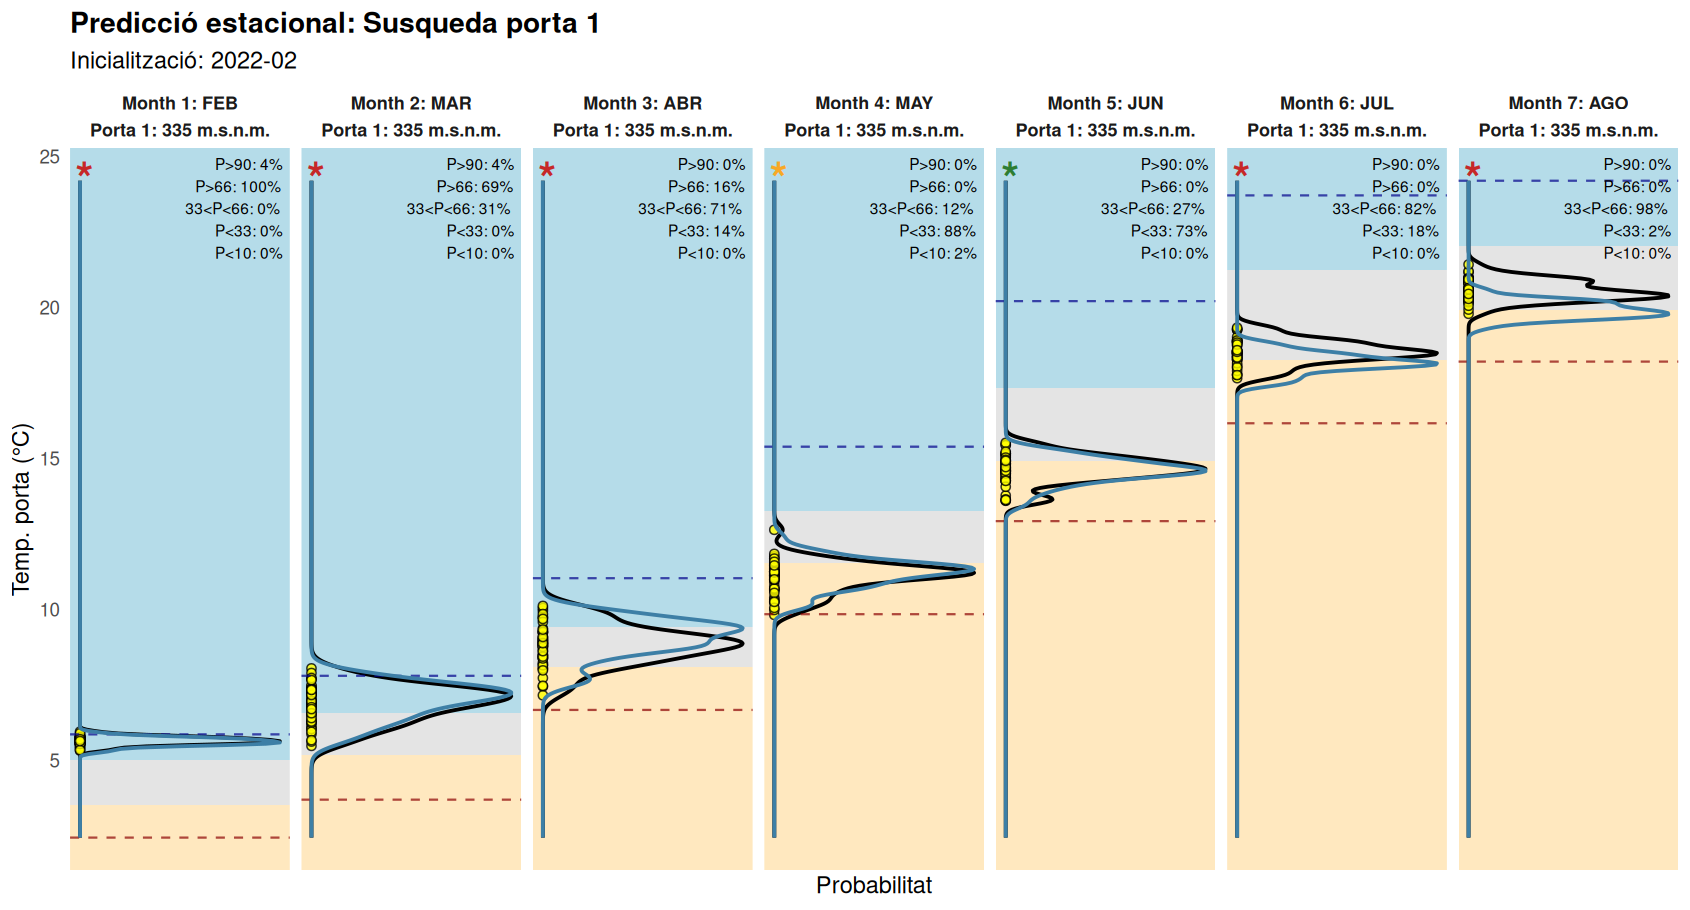 Predicció estacional: Susqueda porta 1
Inicialització: 2022-02
Month 1: FEB
Porta 1: 335 m.s.n.m.
Month 2: MAR
Porta 1: 335 m.s.n.m.
Month 3: ABR
Porta 1: 335 m.s.n.m.
Month 4: MAY
Porta 1: 335 m.s.n.m.
Month 5: JUN
Porta 1: 335 m.s.n.m.
Month 6: JUL
Porta 1: 335 m.s.n.m.
Month 7: AGO
Porta 1: 335 m.s.n.m.
*
P>90: 4%
P>66: 100%
33<P<66: 0%
P<33: 0%
P<10: 0%
*
P>90: 4%
P>66: 69%
33<P<66: 31%
P<33: 0%
P<10: 0%
*
P>90: 0%
P>66: 16%
33<P<66: 71%
P<33: 14%
P<10: 0%
*
P>90: 0%
P>66: 0%
33<P<66: 12%
P<33: 88%
P<10: 2%
*
P>90: 0%
P>66: 0%
33<P<66: 27%
P<33: 73%
P<10: 0%
*
P>90: 0%
P>66: 0%
33<P<66: 82%
P<33: 18%
P<10: 0%
*
P>90: 0%
P>66: 0%
33<P<66: 98%
P<33: 2%
P<10: 0%
25
20
15
10
5
Temp. porta (°C)
Probabilitat